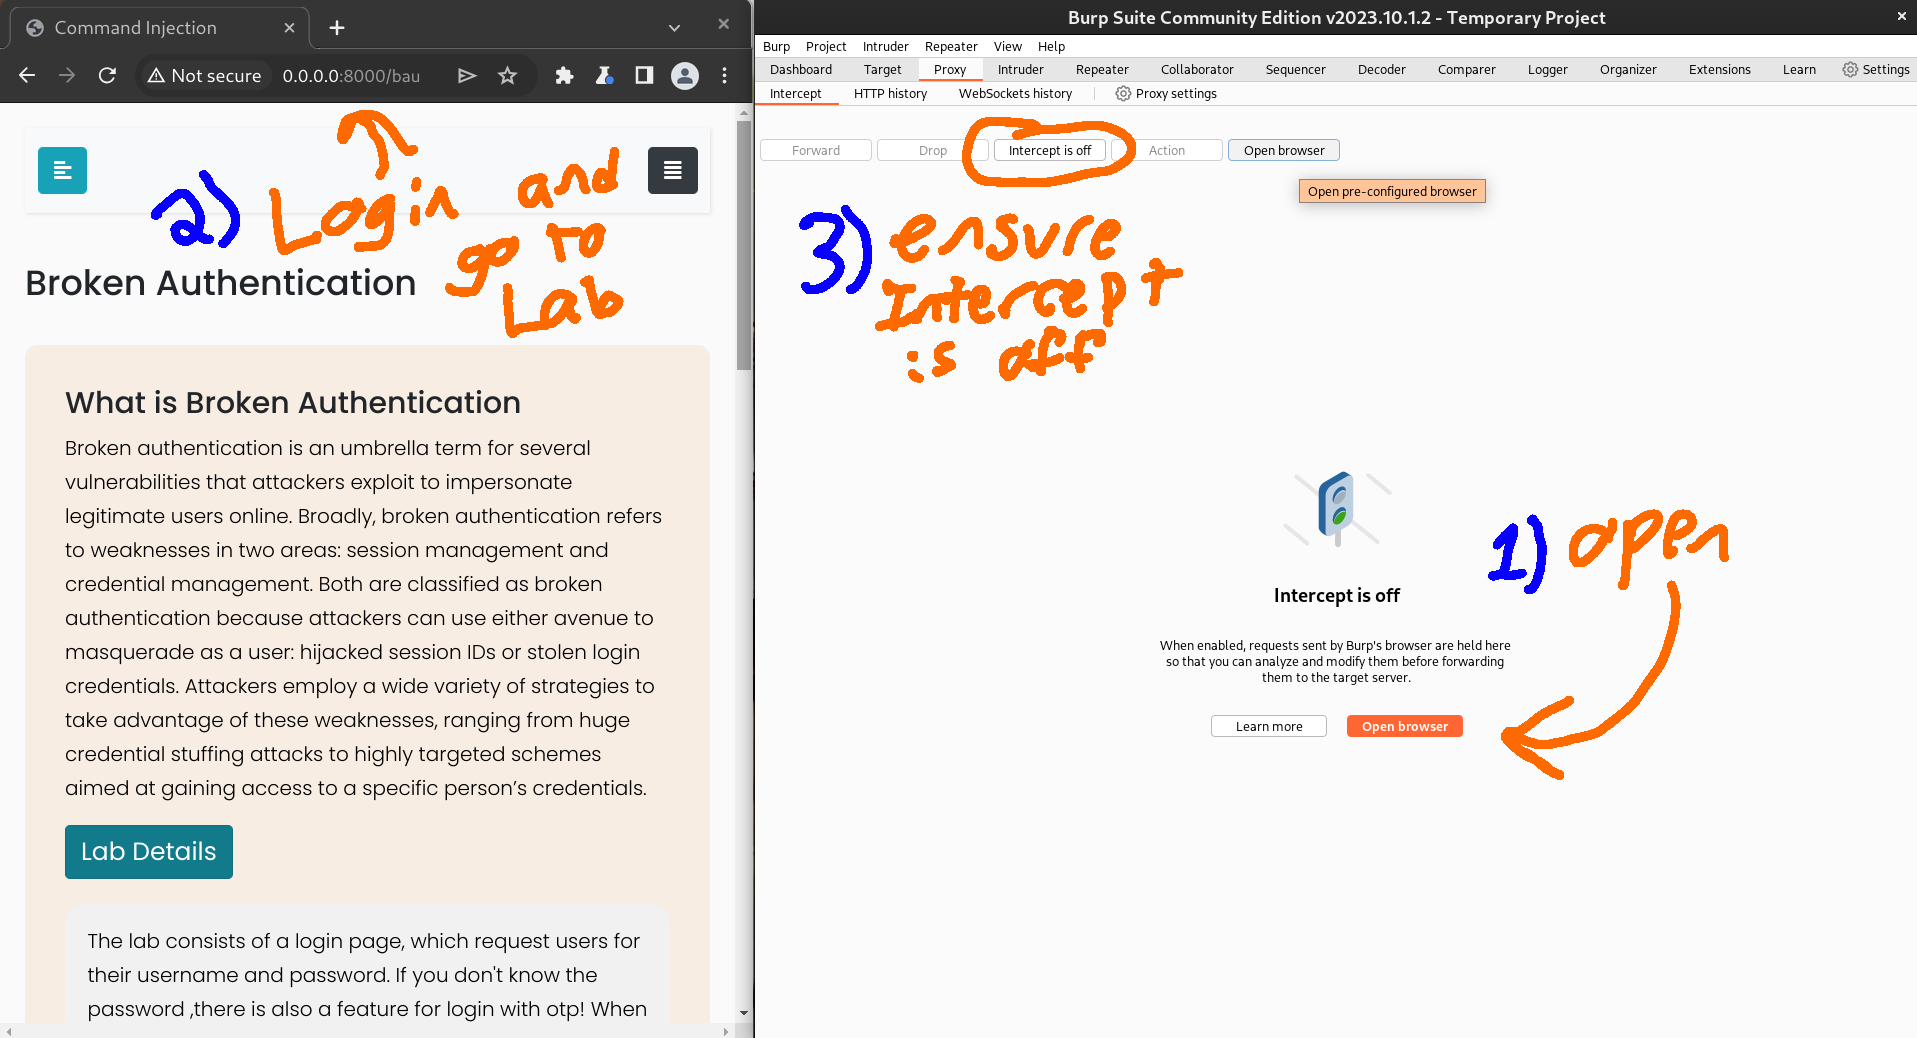 Command Injection
Not secure
0.0.0.0:8000/bau
2) Login and
go to
Lab
Broken Authentication
What is Broken Authentication
Broken authentication is an umbrella term for several
vulnerabilities that attackers exploit to impersonate
legitimate users online. Broadly, broken authentication refers
to weaknesses in two areas: session management and
credential management. Both are classified as broken
authentication because attackers can use either avenue to
masquerade as a user: hijacked session IDs or stolen login
credentials. Attackers employ a wide variety of strategies to
take advantage of these weaknesses, ranging from huge
credential stuffing attacks to highly targeted schemes
aimed at gaining access to a specific person’s credentials.
Lab Details
The lab consists of a login page, which request users for
their username and password. If you don't know the
password ,there is also a feature for login with otp! When
Burp Suite Community Edition v2023.10.1.2 - Temporary Project
Burp Project Intruder Repeater View Help
Dashboard Target Proxy Intruder Repeater Collaborator Sequencer Decoder Comparer Logger Organizer Extensions Learn Settings
Intercept HTTP history WebSockets history Proxy settings
Forward Drop Intercept is off Action Open browser
Open pre-configured browser
3) ensure
Intercept
is off
1) open
Intercept is off
When enabled, requests sent by Burp's browser are held here
so that you can analyze and modify them before forwarding
them to the target server.
Learn more Open browser